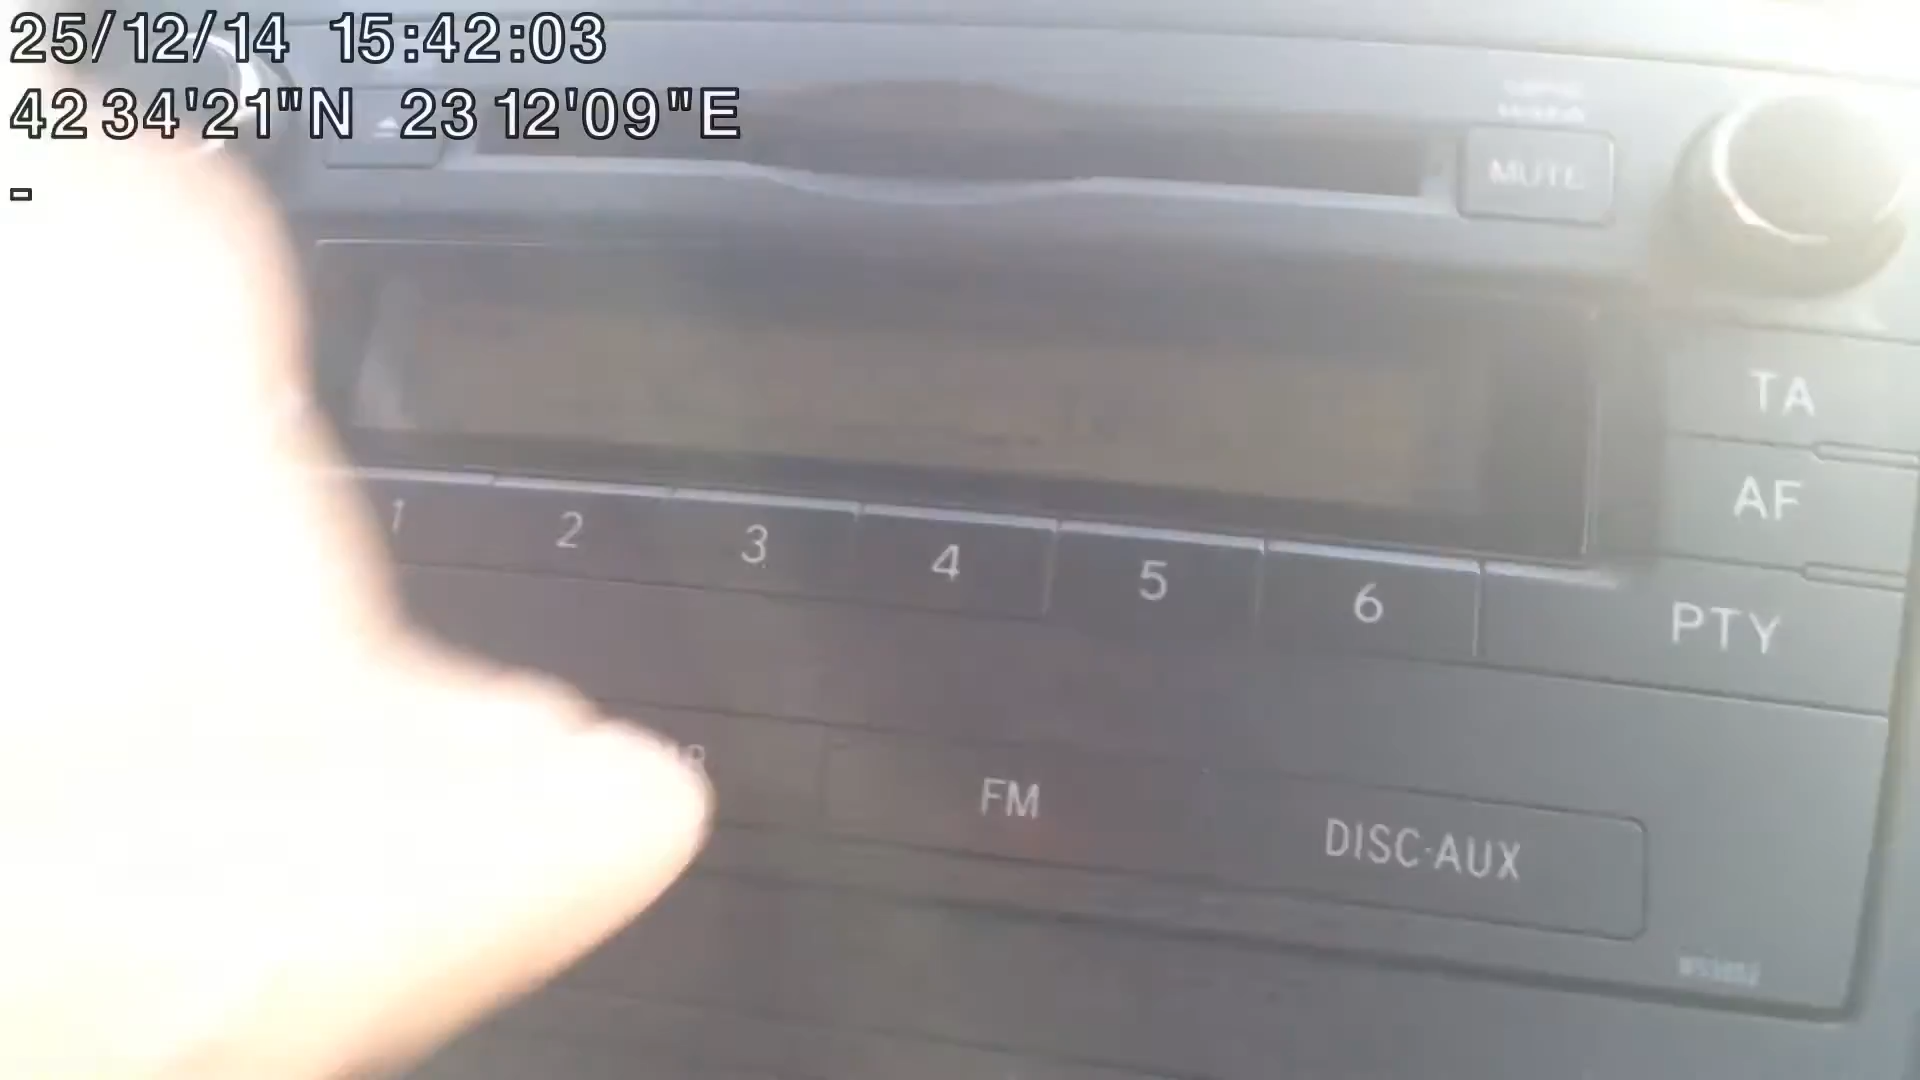 25/12/14 15:42:03
42 34'21"N 23 12'09"E
-
MUTE
TA
AF
PTY
1 2 3 4 5 6
FM
DISC·AUX